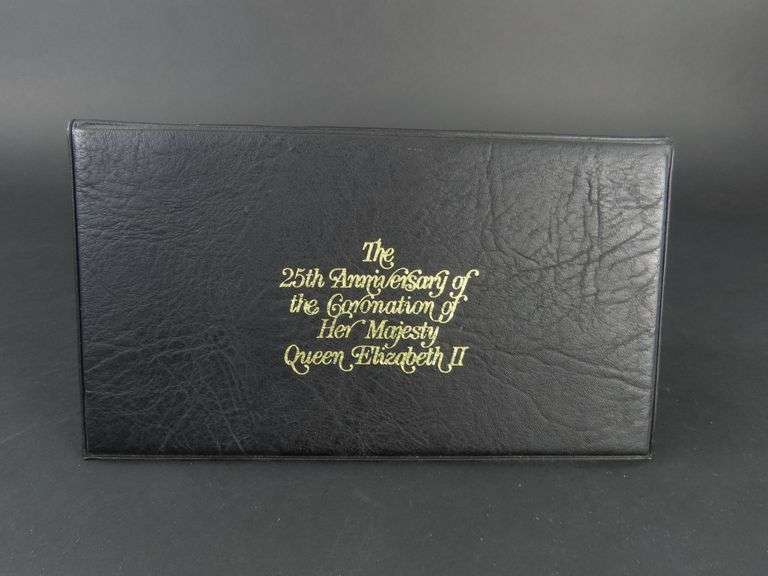 The
25th Anniversary of
the Coronation of
Her Majesty
Queen Elizabeth II